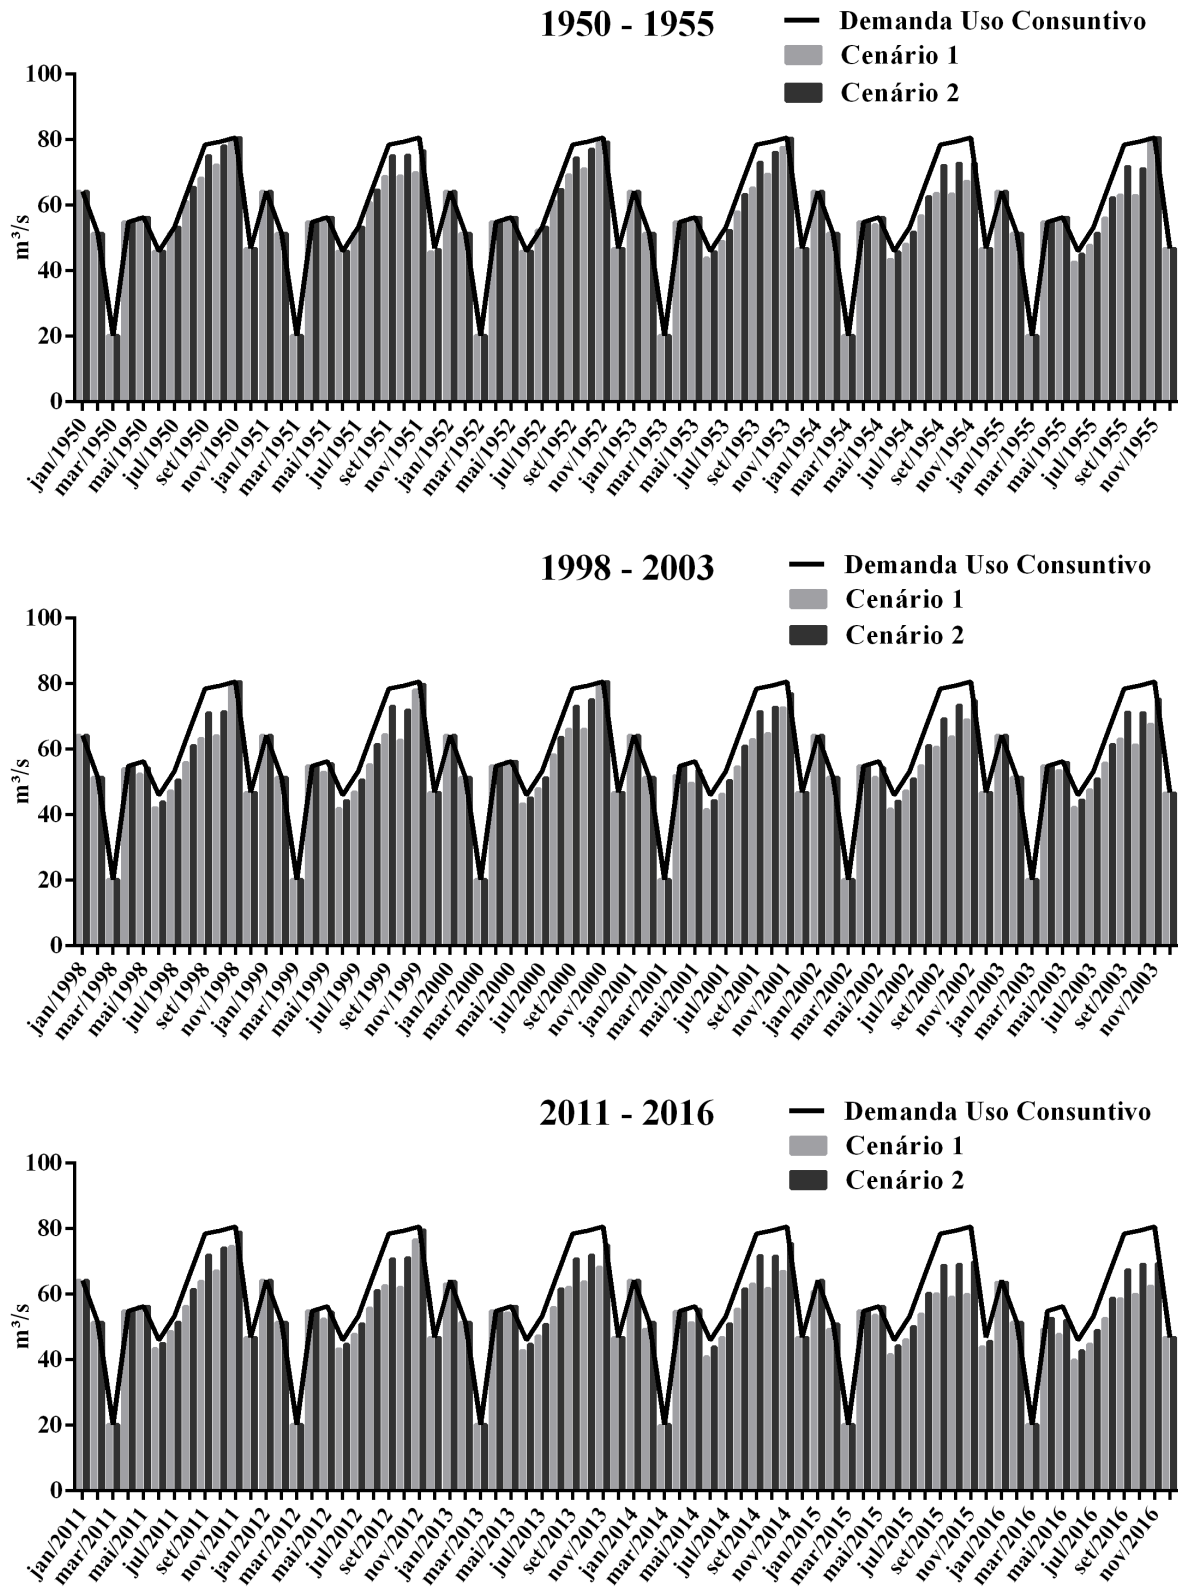 1950 - 1955
Demanda Uso Consuntivo
Cenário 1
Cenário 2
m³/s
100
80
60
40
20
0
jan/1950
mar/1950
mai/1950
jul/1950
set/1950
nov/1950
jan/1951
mar/1951
mai/1951
jul/1951
set/1951
nov/1951
jan/1952
mar/1952
mai/1952
jul/1952
set/1952
nov/1952
jan/1953
mar/1953
mai/1953
jul/1953
set/1953
nov/1953
jan/1954
mar/1954
mai/1954
jul/1954
set/1954
nov/1954
jan/1955
mar/1955
mai/1955
jul/1955
set/1955
nov/1955
1998 - 2003
Demanda Uso Consuntivo
Cenário 1
Cenário 2
m³/s
100
80
60
40
20
0
jan/1998
mar/1998
mai/1998
jul/1998
set/1998
nov/1998
jan/1999
mar/1999
mai/1999
jul/1999
set/1999
nov/1999
jan/2000
mar/2000
mai/2000
jul/2000
set/2000
nov/2000
jan/2001
mar/2001
mai/2001
jul/2001
set/2001
nov/2001
jan/2002
mar/2002
mai/2002
jul/2002
set/2002
nov/2002
jan/2003
mar/2003
mai/2003
jul/2003
set/2003
nov/2003
2011 - 2016
Demanda Uso Consuntivo
Cenário 1
Cenário 2
m³/s
100
80
60
40
20
0
jan/2011
mar/2011
mai/2011
jul/2011
set/2011
nov/2011
jan/2012
mar/2012
mai/2012
jul/2012
set/2012
nov/2012
jan/2013
mar/2013
mai/2013
jul/2013
set/2013
nov/2013
jan/2014
mar/2014
mai/2014
jul/2014
set/2014
nov/2014
jan/2015
mar/2015
mai/2015
jul/2015
set/2015
nov/2015
jan/2016
mar/2016
mai/2016
jul/2016
set/2016
nov/2016